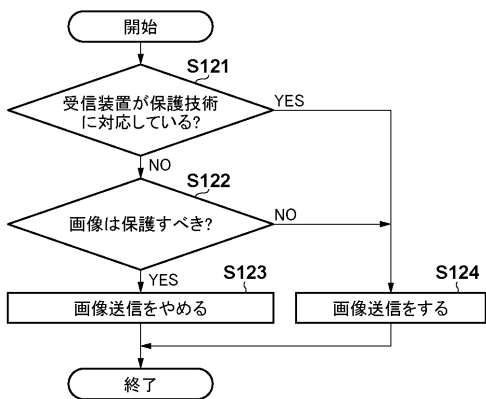 開始
S121
受信装置が保護技術
に対応している?
YES
NO
S122
画像は保護すべき?
NO
YES
S123
画像送信をやめる
S124
画像送信をする
終了